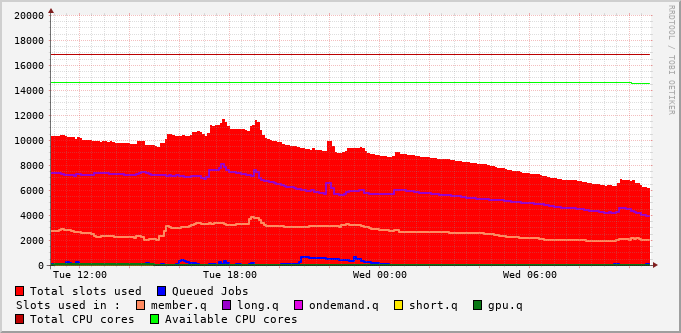 20000
18000
16000
14000
12000
10000
8000
6000
4000
2000
0
Tue 12:00 Tue 18:00 Wed 00:00 Wed 06:00
RRDTOOL / TOBI OETIKER
Total slots used Queued Jobs
Slots used in : member.q long.q ondemand.q short.q gpu.q
Total CPU cores Available CPU cores